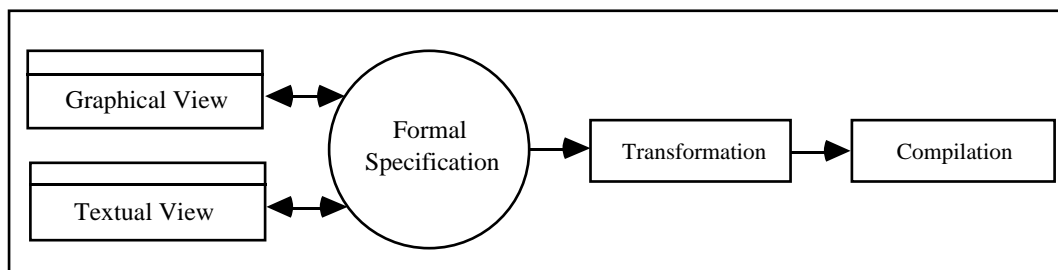 Graphical View
Textual View
Formal
Specification
Transformation
Compilation